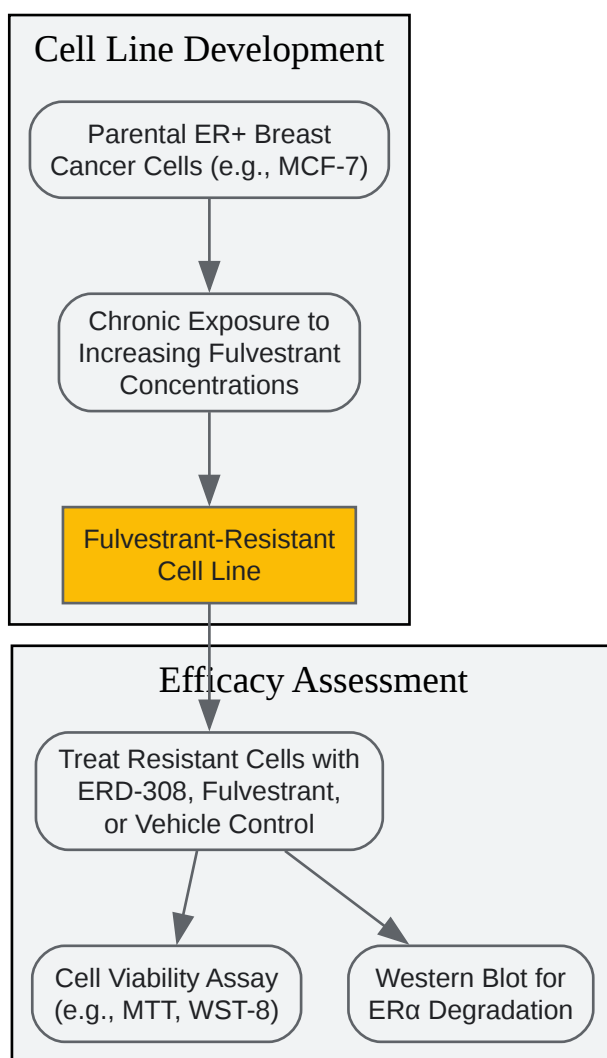 Cell Line Development
Parental ER+ Breast
Cancer Cells (e.g., MCF-7)
Chronic Exposure to
Increasing Fulvestrant
Concentrations
Fulvestrant-Resistant
Cell Line
Efficacy Assessment
Treat Resistant Cells with
ERD-308, Fulvestrant,
or Vehicle Control
Cell Viability Assay
(e.g., MTT, WST-8)
Western Blot for
ERα Degradation